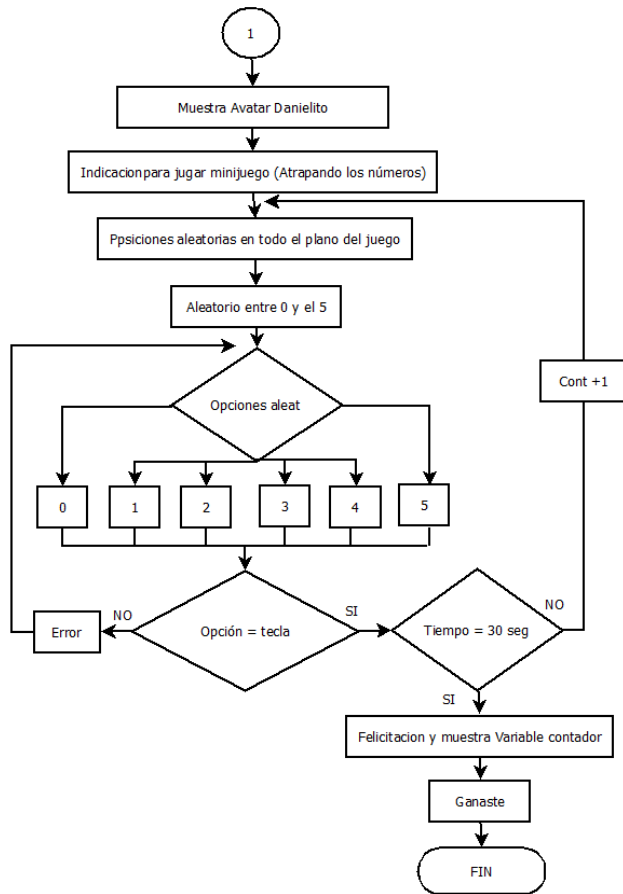 1
Muestra Avatar Danielito
Indicacion para jugar minijuego (Atrapando los números)
Ppsiciones aleatorias en todo el plano del juego
Aleatorio entre 0 y el 5
Cont +1
Opciones aleat
0
1
2
3
4
5
NO
Error
Opción = tecla
SI
Tiempo = 30 seg
NO
SI
Felicitacion y muestra Variable contador
Ganaste
FIN